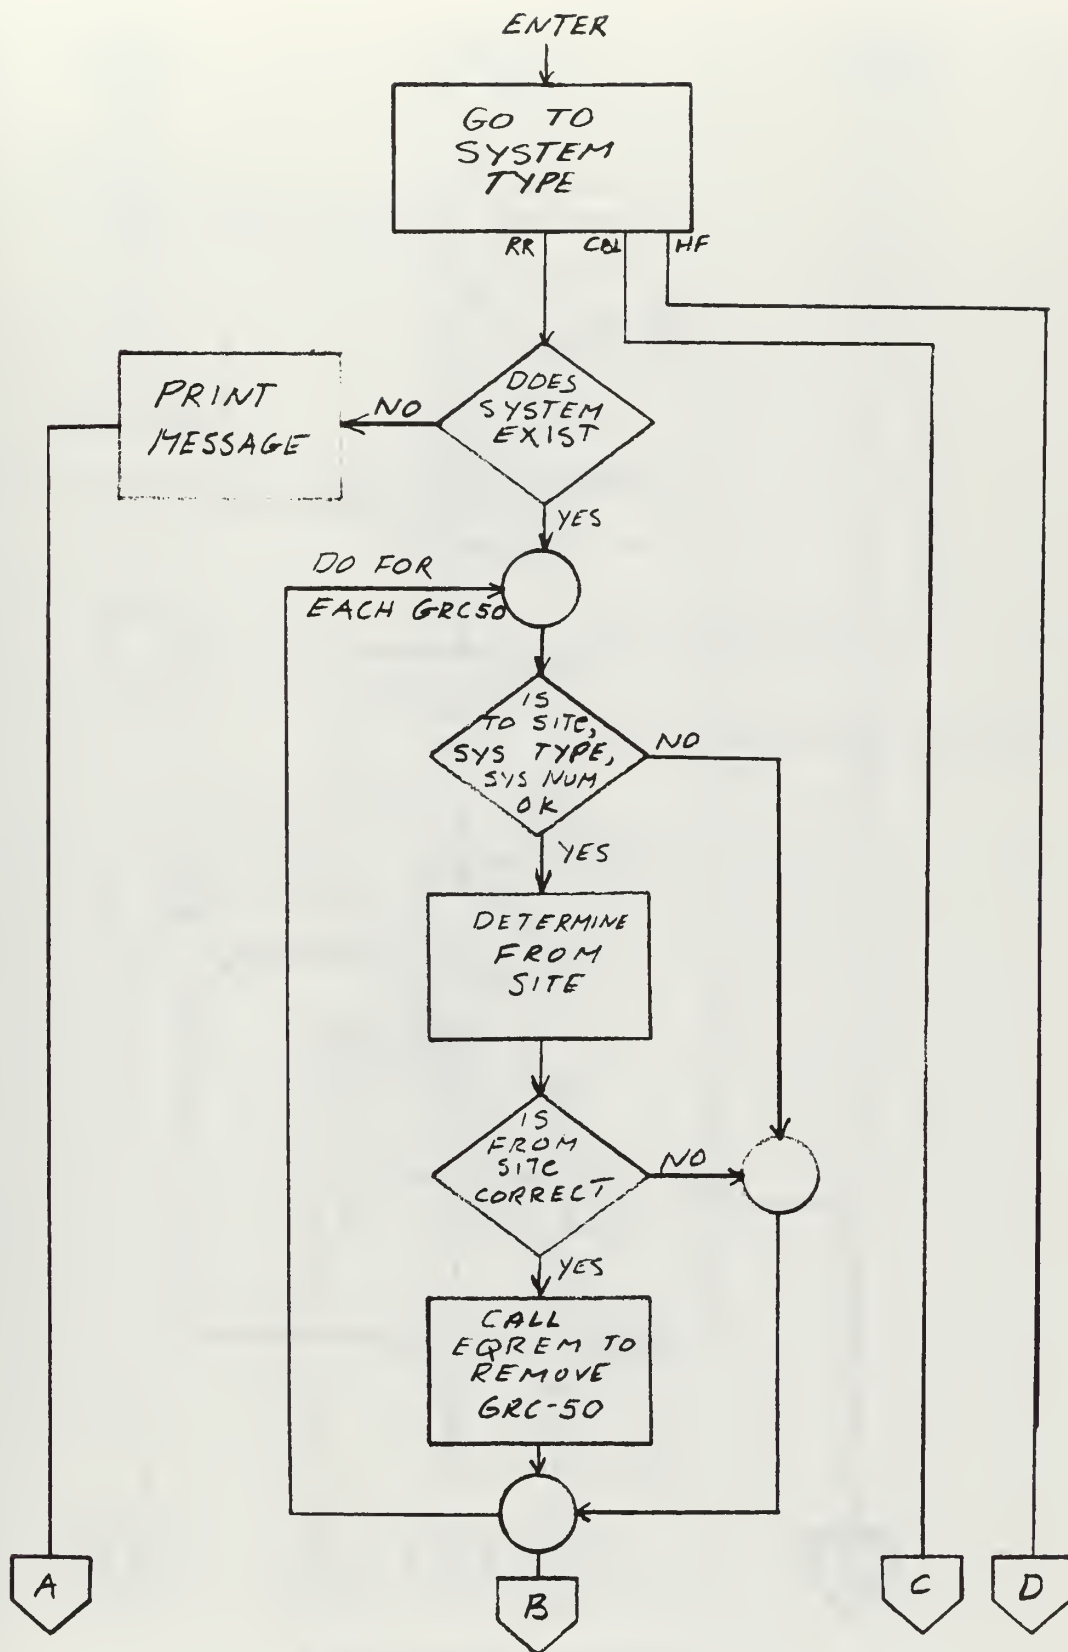 ENTER
GO TO
SYSTEM
TYPE
RR
CBL
HF
DOES
SYSTEM
EXIST
NO
PRINT
MESSAGE
YES
DO FOR
EACH GRC50
IS
TO SITE,
SYS TYPE,
SYS NUM
OK
NO
YES
DETERMINE
FROM
SITE
IS
FROM
SITE
CORRECT
NO
YES
CALL
EQREM TO
REMOVE
GRC-50
A
B
C
D